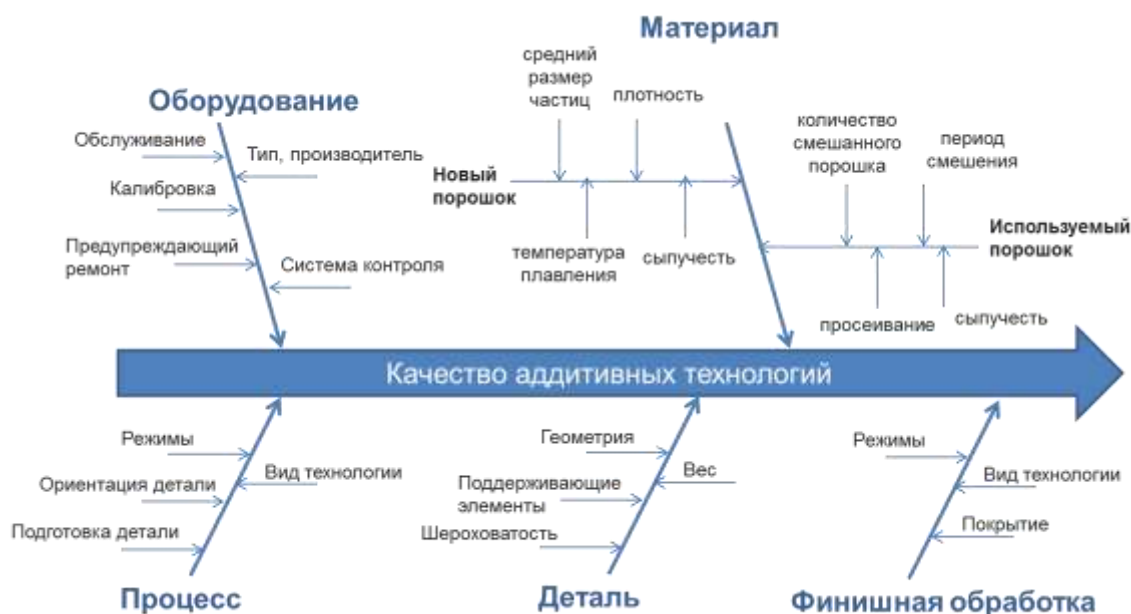 Материал
средний
размер
частиц
плотность
Оборудование
Обслуживание
Тип, производитель
Калибровка
Предупреждающий
ремонт
Система контроля
Новый
порошок
температура
плавления
сыпучесть
количество
смешанного
порошка
период
смешения
Используемый
порошок
просеивание
сыпучесть
Качество аддитивных технологий
Режимы
Вид технологии
Ориентация детали
Подготовка детали
Процесс
Геометрия
Вес
Поддерживающие
элементы
Шероховатость
Деталь
Режимы
Вид технологии
Покрытие
Финишная обработка